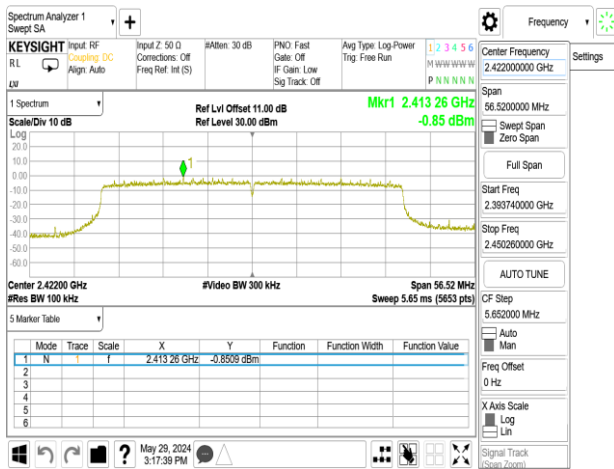 Spectrum Analyzer 1
Swept SA
+
Frequency
Settings
KEYSIGHT
RL
LXI
Input: RF
Coupling: DC
Align: Auto
Input Z: 50 Ω
Corrections: Off
Freq Ref: Int (S)
#Atten: 30 dB
PNO: Fast
Gate: Off
IF Gain: Low
Sig Track: Off
Avg Type: Log-Power
Trig: Free Run
1 2 3 4 5 6
M W W W W W
P N N N N N
1 Spectrum
Scale/Div 10 dB
Ref Lvl Offset 11.00 dB
Ref Level 30.00 dBm
Mkr1 2.413 26 GHz
-0.85 dBm
Log
20.0
10.0
0.00
-10.0
-20.0
-30.0
-40.0
-50.0
-60.0
1
Center 2.42200 GHz
#Res BW 100 kHz
#Video BW 300 kHz
Span 56.52 MHz
Sweep 5.65 ms (5653 pts)
5 Marker Table
Mode Trace Scale X Y Function Function Width Function Value
1 N 1 f 2.413 26 GHz -0.8509 dBm
2
3
4
5
6
Center Frequency
2.422000000 GHz
Span
56.5200000 MHz
Swept Span
Zero Span
Full Span
Start Freq
2.393740000 GHz
Stop Freq
2.450260000 GHz
AUTO TUNE
CF Step
5.652000 MHz
Auto
Man
Freq Offset
0 Hz
X Axis Scale
Log
Lin
Signal Track
(Span Zoom)
?
May 29, 2024
3:17:39 PM